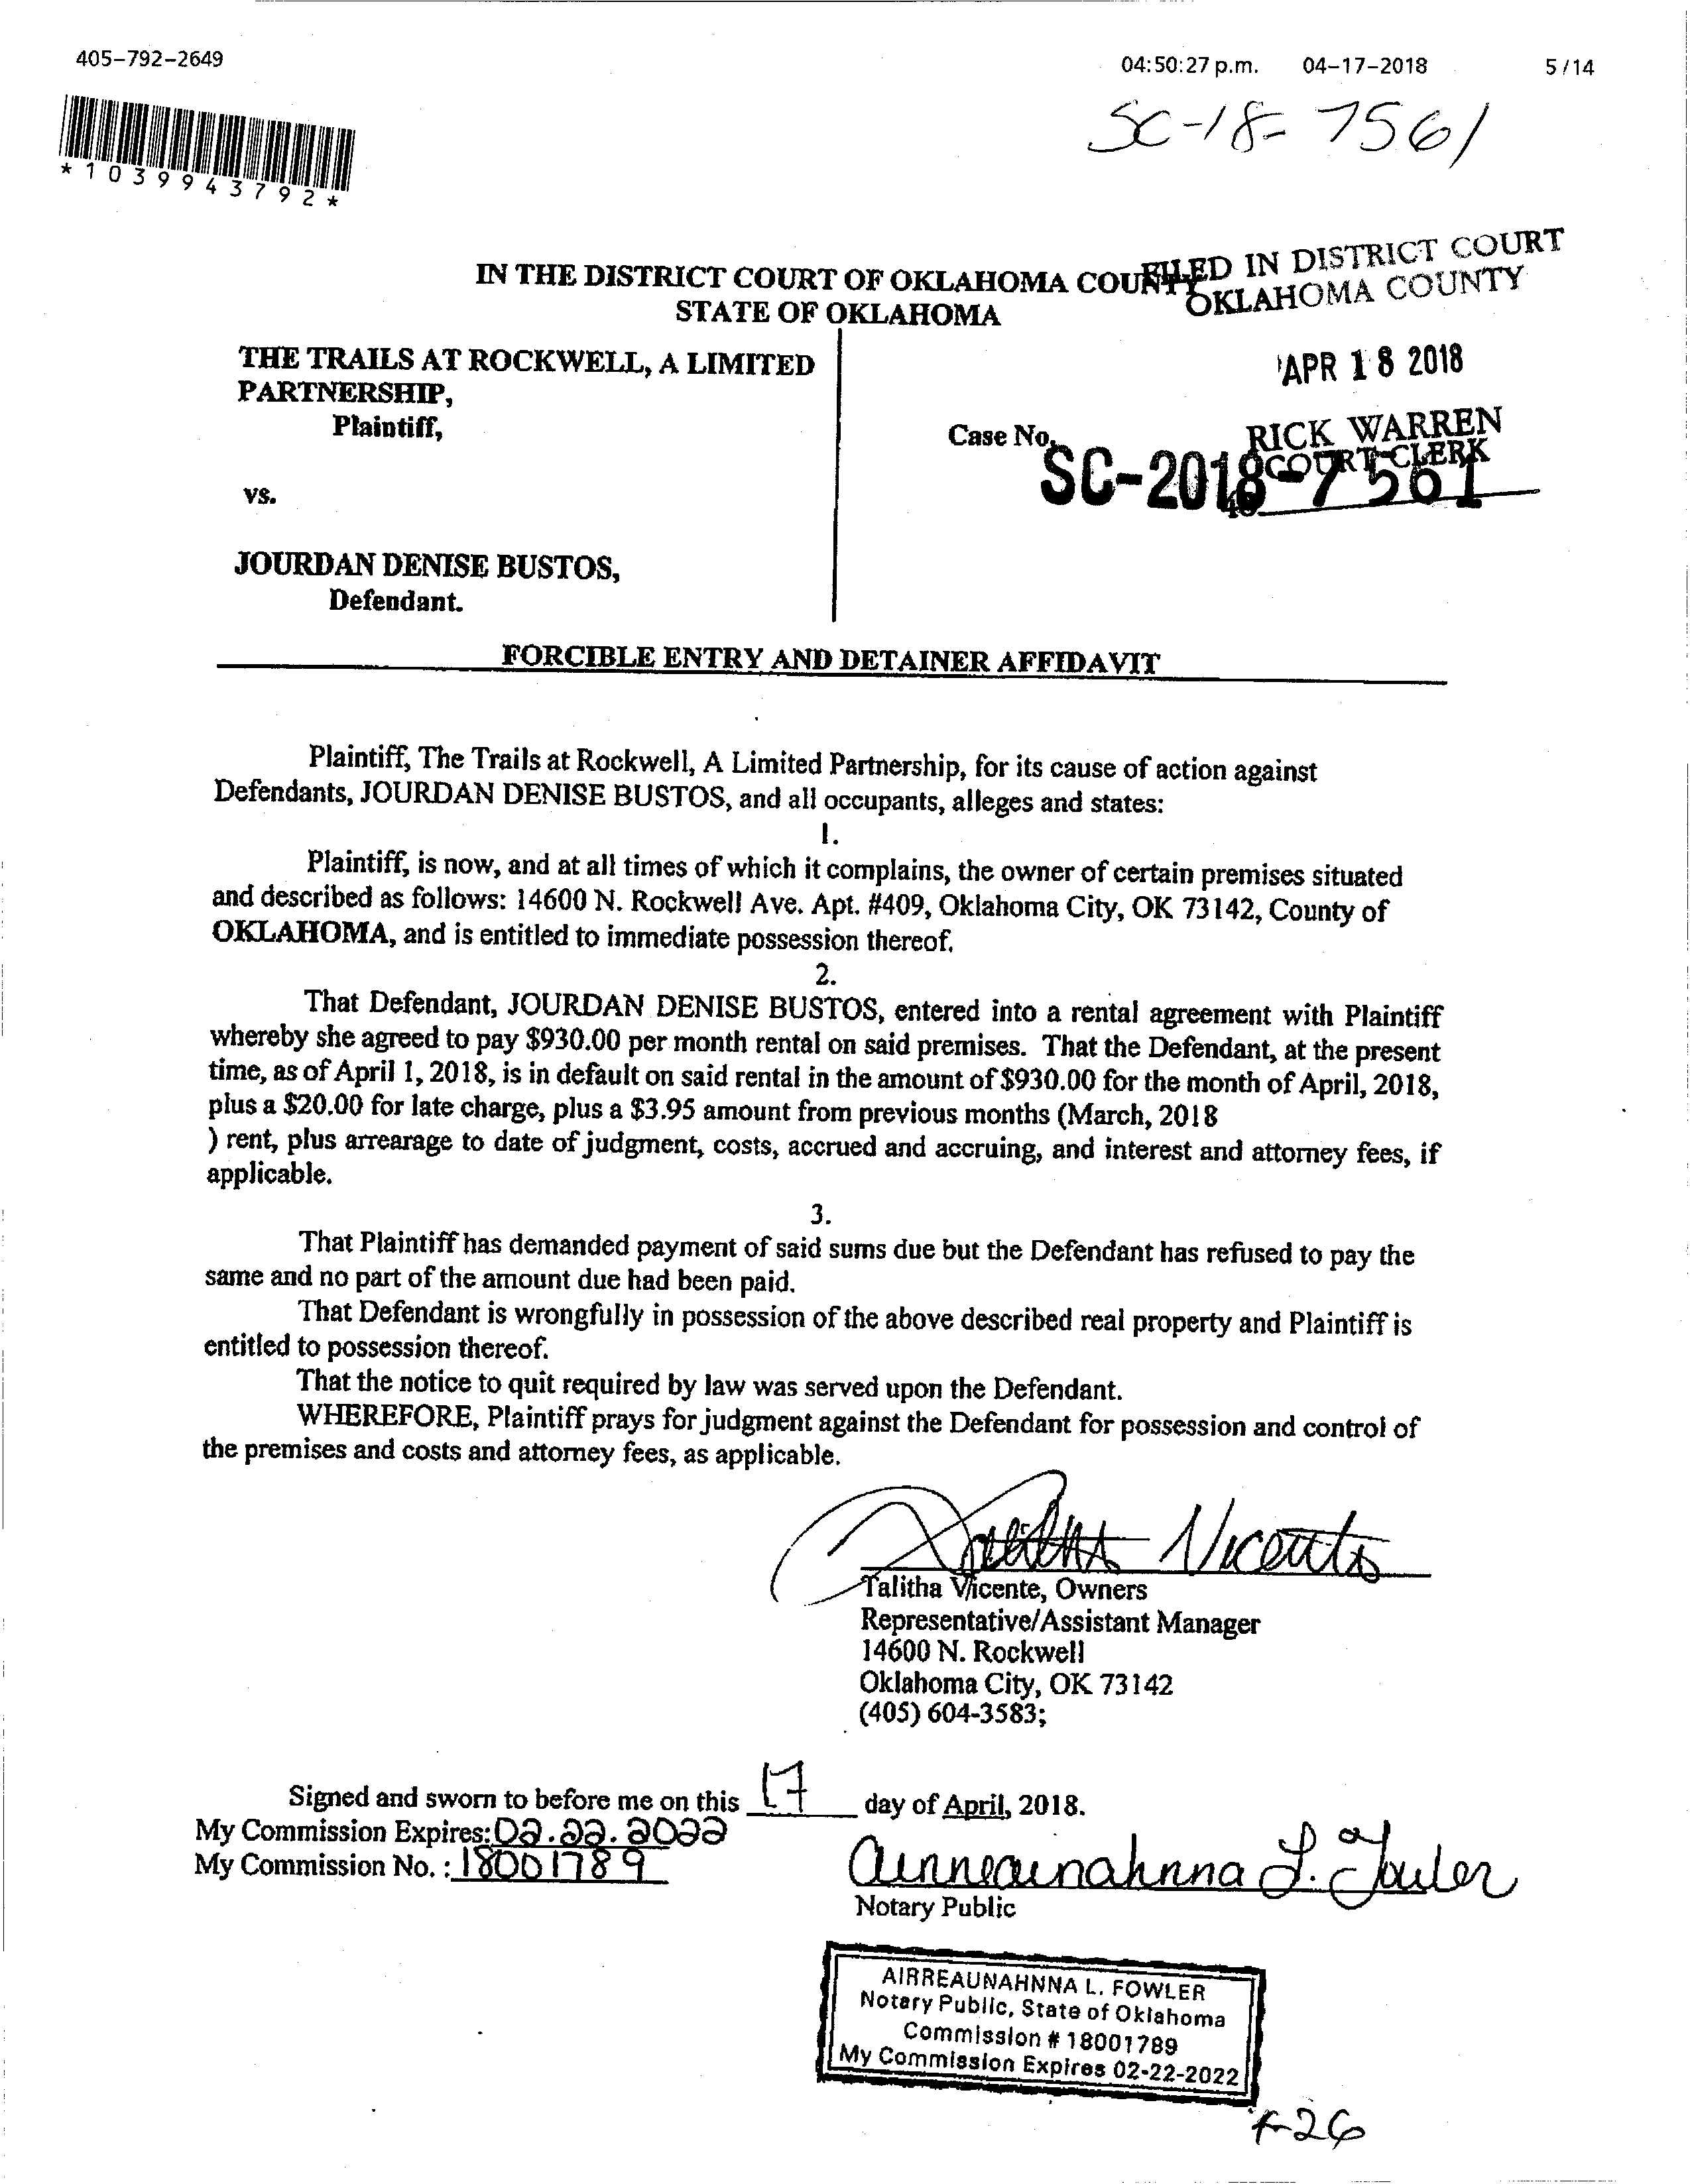 405-792-2649 04:50:27 p.m. 04-17-2018 5/14
SC-18-7561
*1039943792*
IN THE DISTRICT COURT OF OKLAHOMA COUNTY
STATE OF OKLAHOMA
FILED IN DISTRICT COURT
OKLAHOMA COUNTY
THE TRAILS AT ROCKWELL, A LIMITED
PARTNERSHIP,
Plaintiff,
APR 18 2018
RICK WARREN
COURT CLERK
Case No.
SC-2018-7561
vs.
JOURDAN DENISE BUSTOS,
Defendant.
FORCIBLE ENTRY AND DETAINER AFFIDAVIT
Plaintiff, The Trails at Rockwell, A Limited Partnership, for its cause of action against
Defendants, JOURDAN DENISE BUSTOS, and all occupants, alleges and states:
1.
Plaintiff, is now, and at all times of which it complains, the owner of certain premises situated
and described as follows: 14600 N. Rockwell Ave. Apt. #409, Oklahoma City, OK 73142, County of
OKLAHOMA, and is entitled to immediate possession thereof.
2.
That Defendant, JOURDAN DENISE BUSTOS, entered into a rental agreement with Plaintiff
whereby she agreed to pay $930.00 per month rental on said premises. That the Defendant, at the present
time, as of April 1, 2018, is in default on said rental in the amount of $930.00 for the month of April, 2018,
plus a $20.00 for late charge, plus a $3.95 amount from previous months (March, 2018
) rent, plus arrearage to date of judgment, costs, accrued and accruing, and interest and attorney fees, if
applicable.
3.
That Plaintiff has demanded payment of said sums due but the Defendant has refused to pay the
same and no part of the amount due had been paid.
That Defendant is wrongfully in possession of the above described real property and Plaintiff is
entitled to possession thereof.
That the notice to quit required by law was served upon the Defendant.
WHEREFORE, Plaintiff prays for judgment against the Defendant for possession and control of
the premises and costs and attorney fees, as applicable.
Talitha Vicente
Talitha Vicente, Owners
Representative/Assistant Manager
14600 N. Rockwell
Oklahoma City, OK 73142
(405) 604-3583;
Signed and sworn to before me on this 17 day of April, 2018.
My Commission Expires: 02.22.2022
My Commission No. : 18001789
Airreaunahnna L. Fowler
Notary Public
AIRREAUNAHNNA L. FOWLER
Notary Public, State of Oklahoma
Commission # 18001789
My Commission Expires 02-22-2022